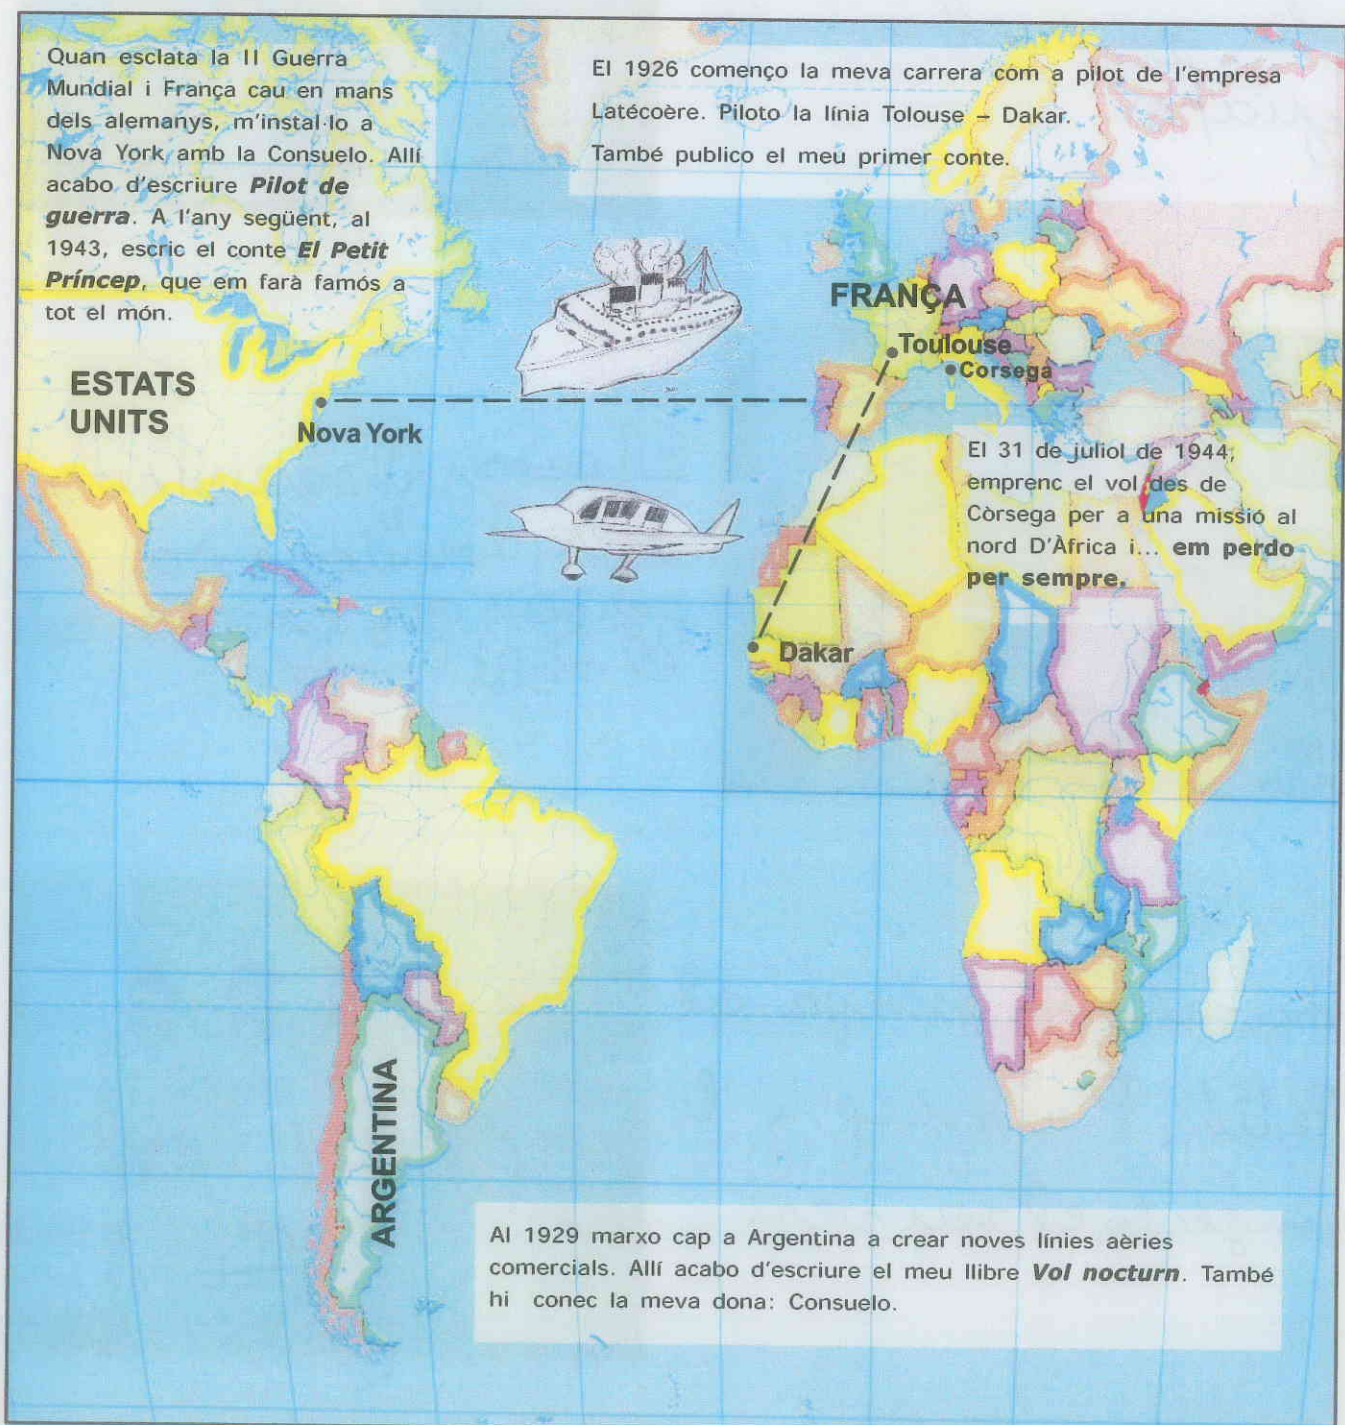 Quan esclata la II Guerra
Mundial i França cau en mans
dels alemanys, m'instal·lo a
Nova York amb la Consuelo. Allí
acabo d'escriure Pilot de
guerra. A l'any següent, al
1943, escric el conte El Petit
Príncep, que em farà famós a
tot el món.
El 1926 començo la meva carrera com a pilot de l'empresa
Latécoère. Piloto la línia Tolouse – Dakar.
També publico el meu primer conte.
FRANÇA
Toulouse
Corsega
ESTATS
UNITS
Nova York
El 31 de juliol de 1944,
emprenc el vol des de
Còrsega per a una missió al
nord D'Àfrica i... em perdo
per sempre.
Dakar
ARGENTINA
Al 1929 marxo cap a Argentina a crear noves línies aèries
comercials. Allí acabo d'escriure el meu llibre Vol nocturn. També
hi conec la meva dona: Consuelo.